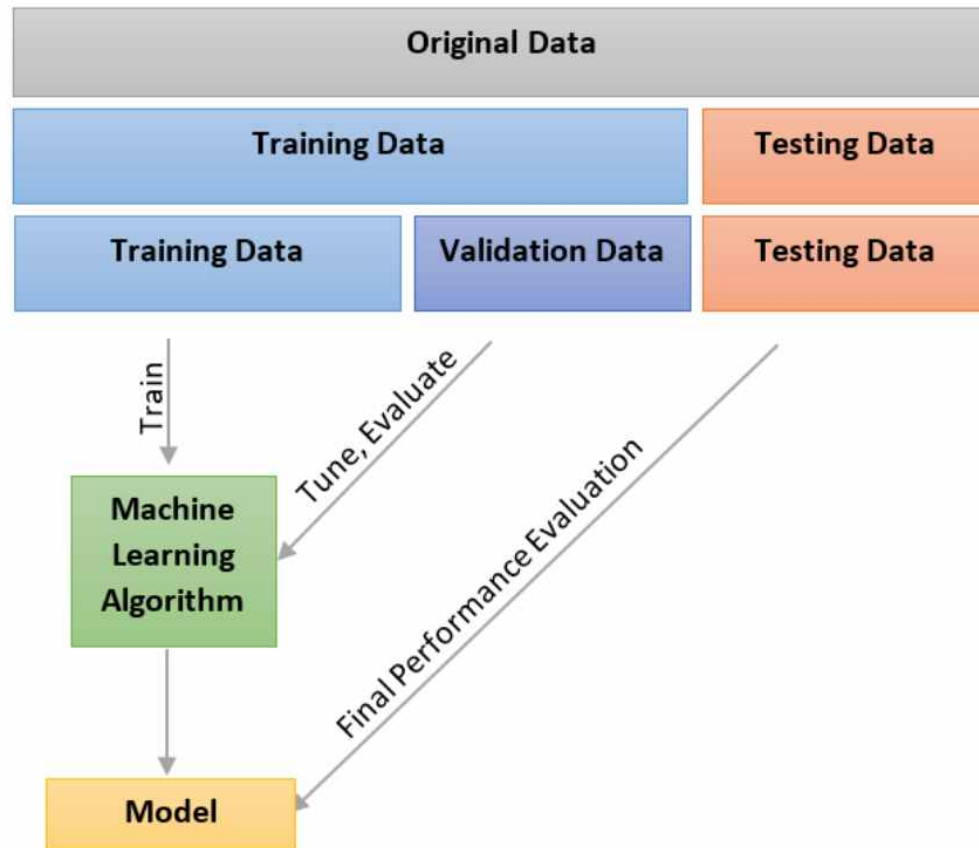 Original Data
Training Data
Testing Data
Training Data
Validation Data
Testing Data
Train
Tune, Evaluate
Final Performance Evaluation
Machine
Learning
Algorithm
Model